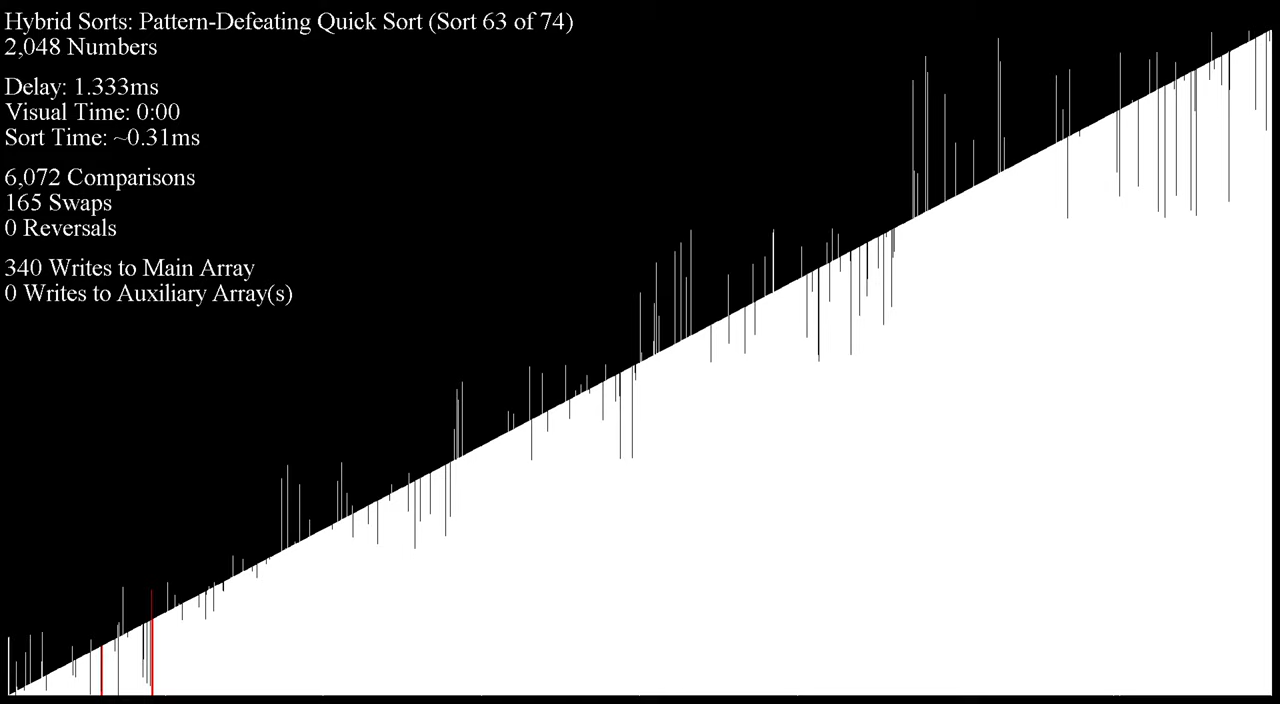 Hybrid Sorts: Pattern-Defeating Quick Sort (Sort 63 of 74)
2,048 Numbers
Delay: 1.333ms
Visual Time: 0:00
Sort Time: ~0.31ms
6,072 Comparisons
165 Swaps
0 Reversals
340 Writes to Main Array
0 Writes to Auxiliary Array(s)